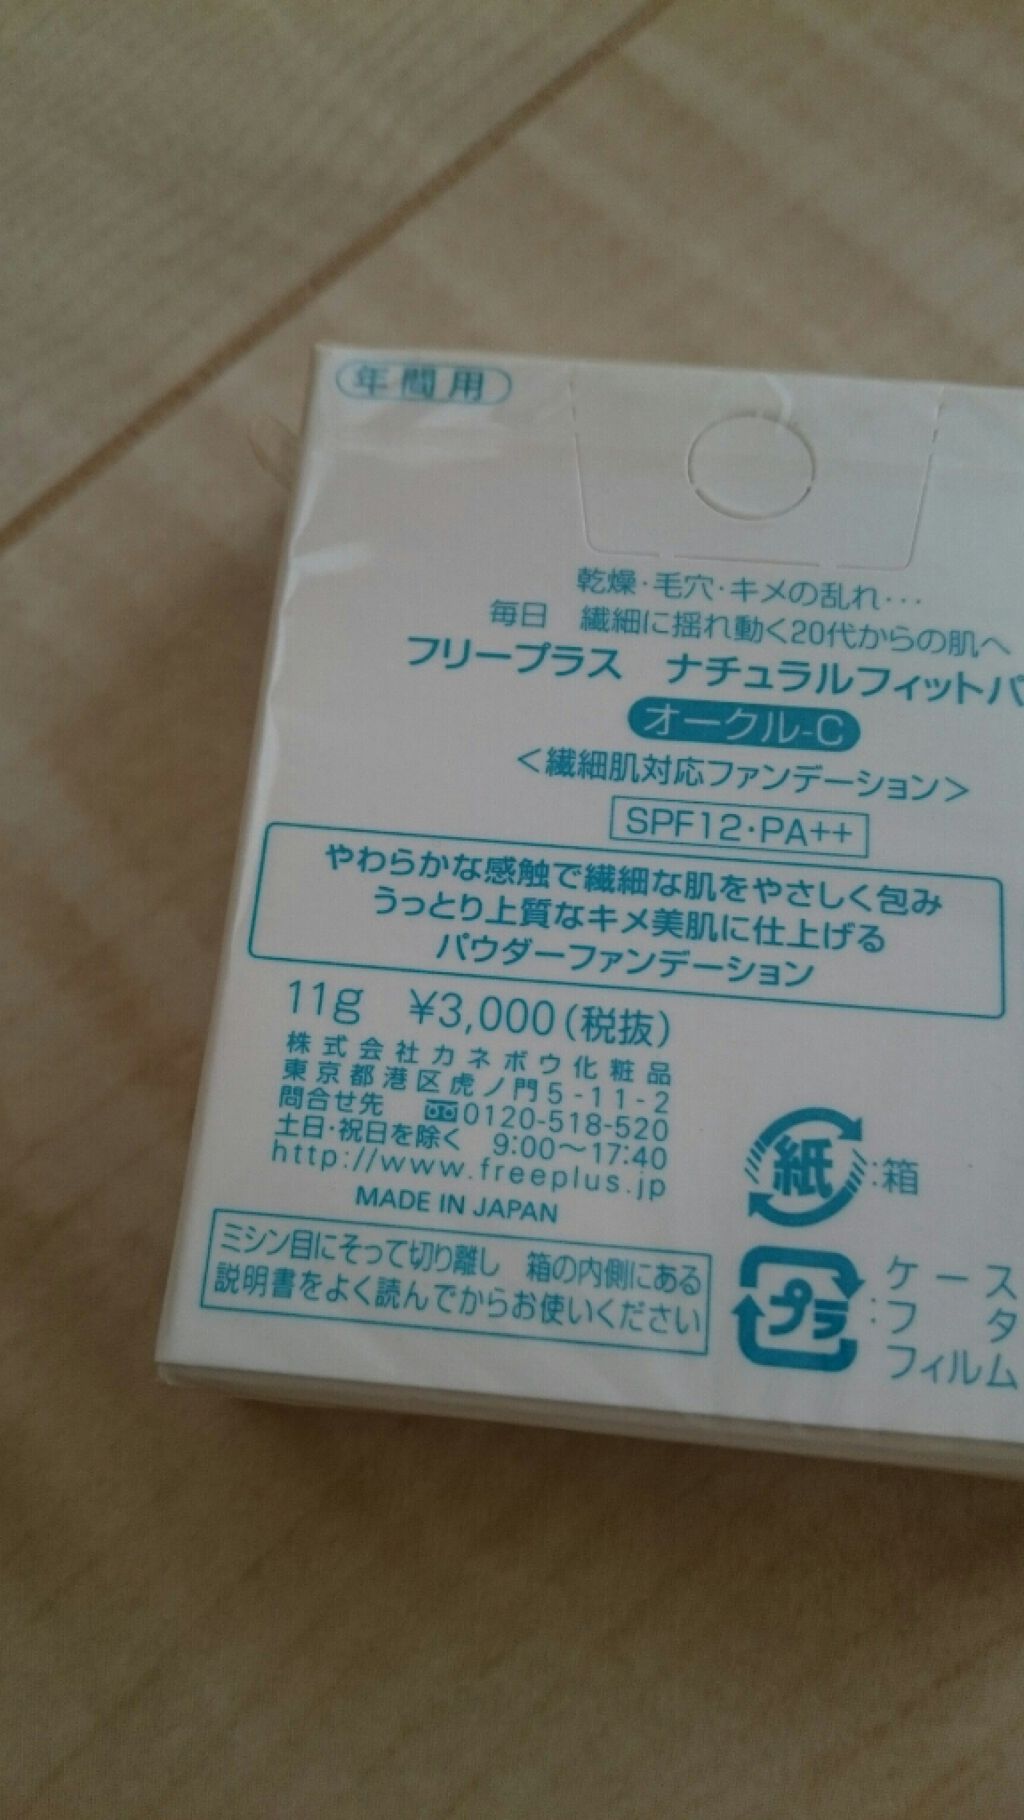 年間用
乾燥·毛穴·キメの乱れ···
毎日　繊細に揺れ動く20代からの肌へ
フリープラス　ナチュラルフィットパ
オークル-C
＜繊細肌対応ファンデーション＞
SPF12·PA++
やわらかな感触で繊細な肌をやさしく包み
うっとり上質なキメ美肌に仕上げる
パウダーファンデーション
11g　¥3,000(税抜)
株式会社カネボウ化粧品
東京都港区虎ノ門5-11-2
問合せ先　0120-518-520
土日·祝日を除く　9:00〜17:40
http://www.freeplus.jp
MADE IN JAPAN
ミシン目にそって切り離し　箱の内側にある
説明書をよく読んでからお使いください
紙:箱
プラ:ケース
フタ
フィルム